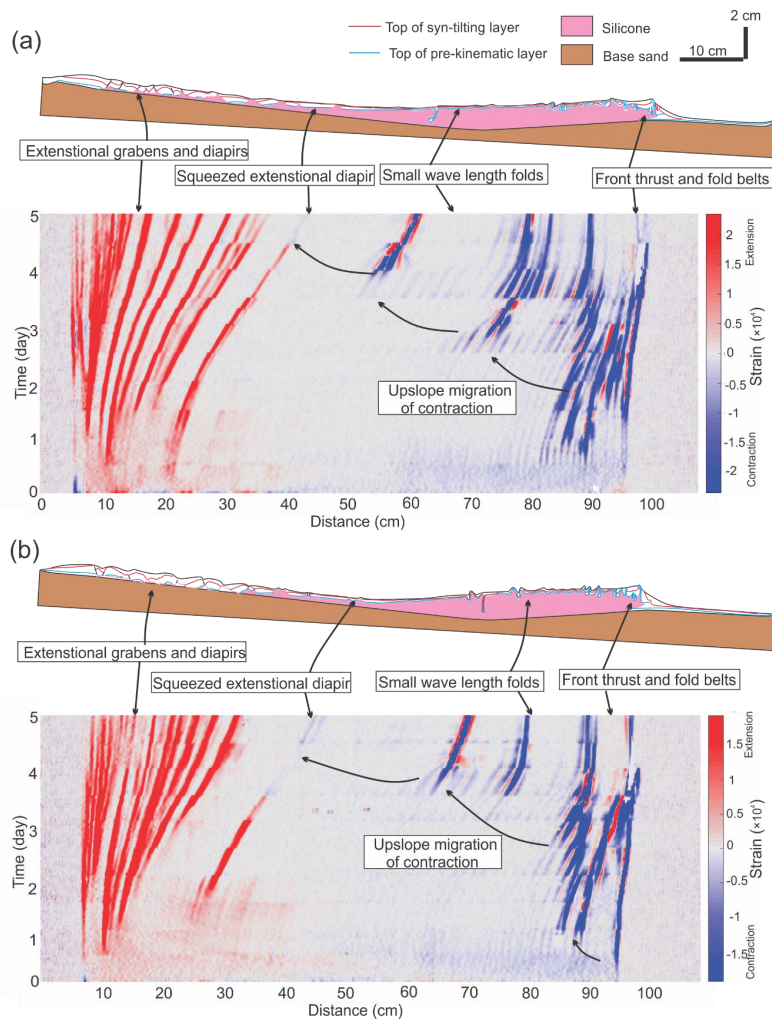 (a)
Top of syn-tilting layer
Silicone
2 cm
Top of pre-kinematic layer
Base sand
10 cm
Extenstional grabens and diapirs
Squeezed extenstional diapir
Small wave length folds
Front thrust and fold belts
5
4
3
2
1
0
Time (day)
Upslope migration
of contraction
2
1.5
1
0.5
0
-0.5
-1
-1.5
-2
Extension
Strain (×10⁴)
Contraction
0 10 20 30 40 50 60 70 80 90 100
Distance (cm)
(b)
Extenstional grabens and diapirs
Squeezed extenstional diapir
Small wave length folds
Front thrust and fold belts
5
4
3
2
1
0
Time (day)
Upslope migration
of contraction
1.5
1
0.5
0
-0.5
-1
-1.5
Extension
Strain (×10⁴)
Contraction
10 20 30 40 50 60 70 80 90 100
Distance (cm)